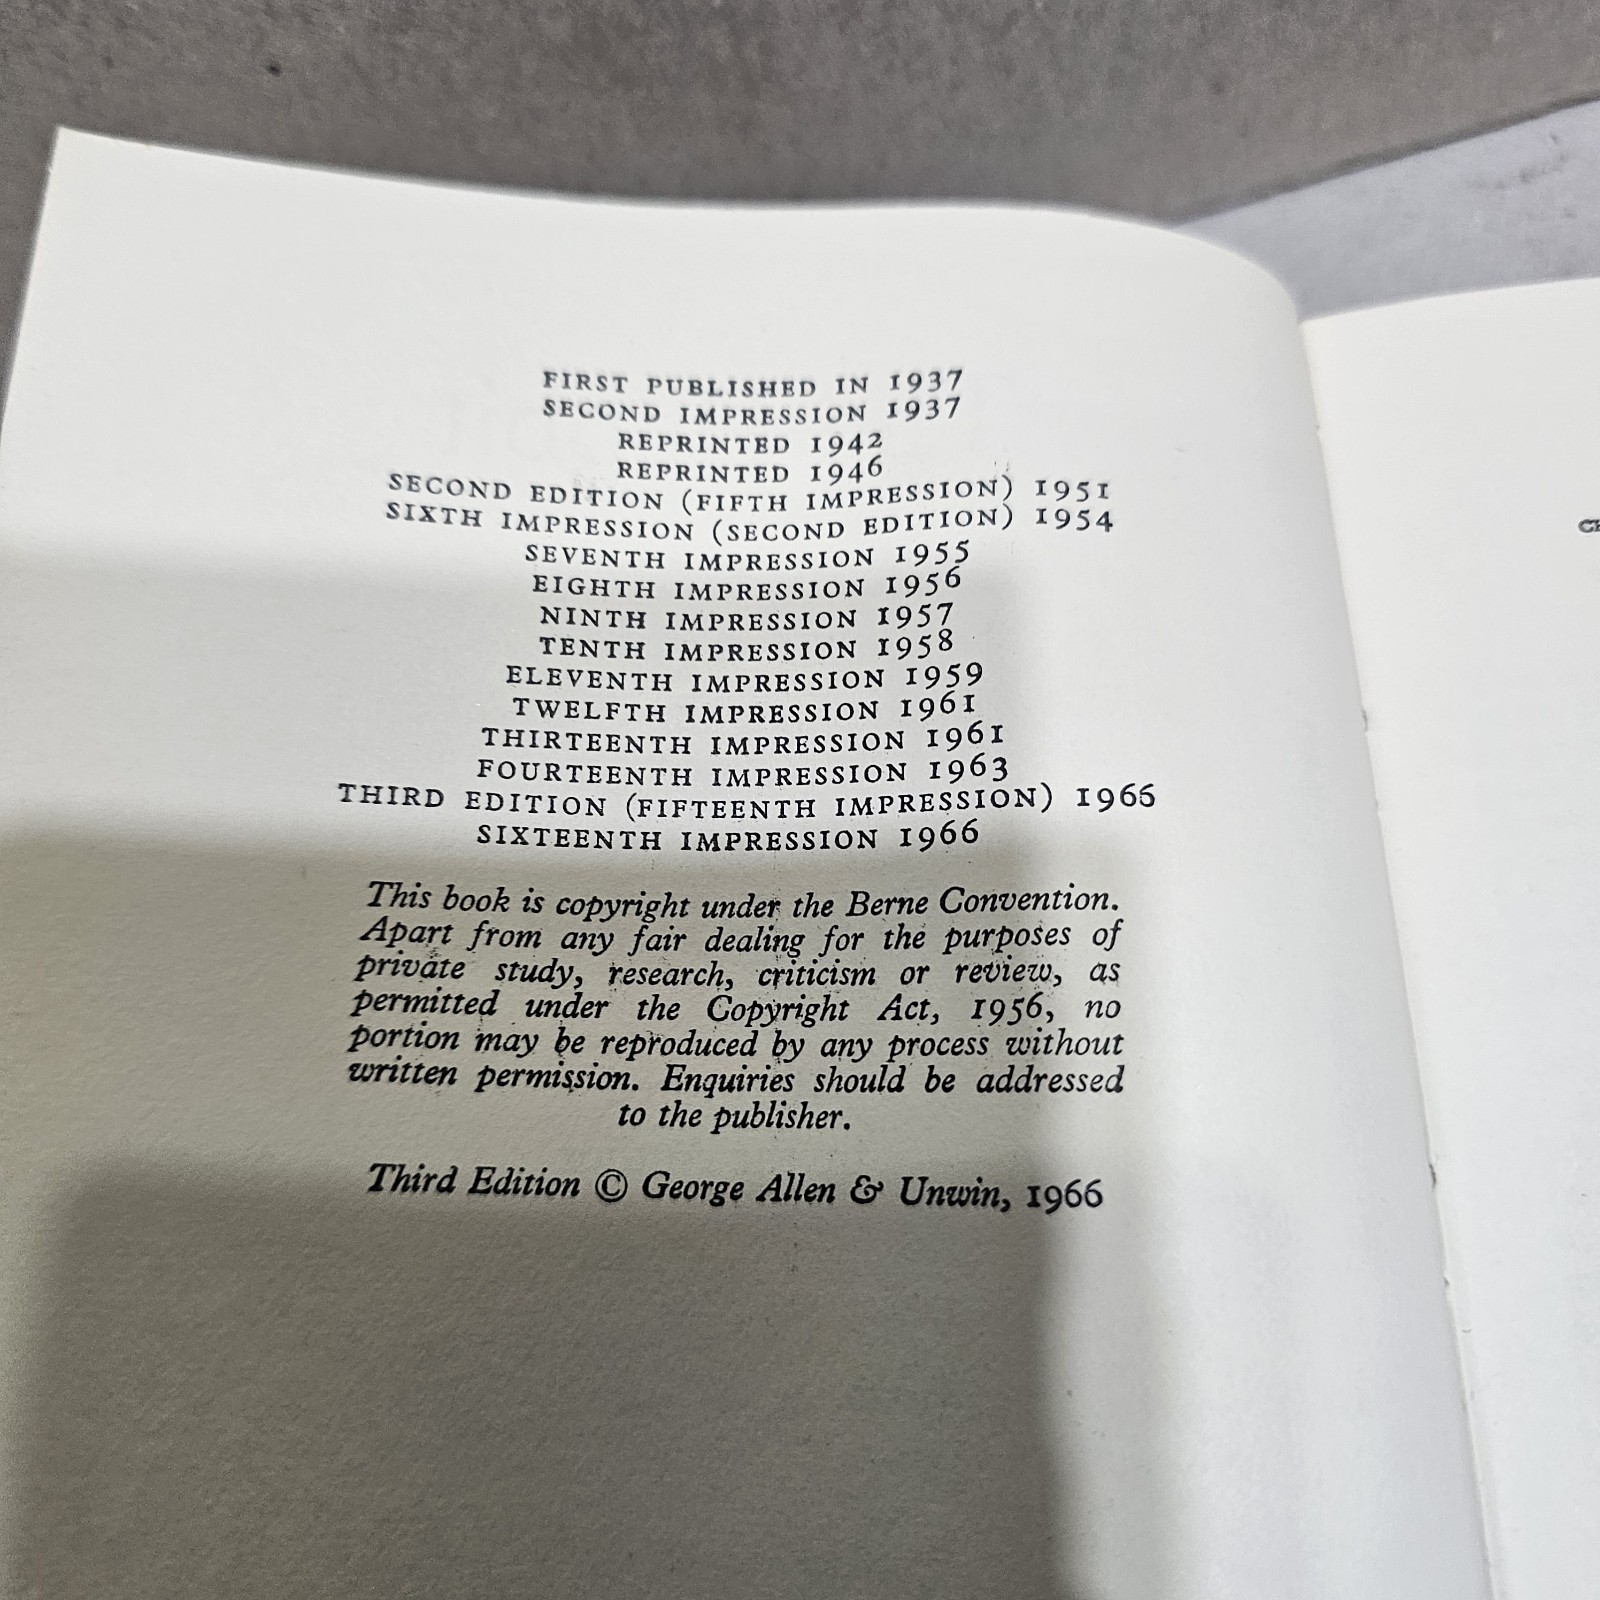 FIRST PUBLISHED IN 1937
SECOND IMPRESSION 1937
REPRINTED 1942
REPRINTED 1946
SECOND EDITION (FIFTH IMPRESSION) 1951
SIXTH IMPRESSION (SECOND EDITION) 1954
SEVENTH IMPRESSION 1955
EIGHTH IMPRESSION 1956
NINTH IMPRESSION 1957
TENTH IMPRESSION 1958
ELEVENTH IMPRESSION 1959
TWELFTH IMPRESSION 1961
THIRTEENTH IMPRESSION 1961
FOURTEENTH IMPRESSION 1963
THIRD EDITION (FIFTEENTH IMPRESSION) 1966
SIXTEENTH IMPRESSION 1966
This book is copyright under the Berne Convention.
Apart from any fair dealing for the purposes of
private study, research, criticism or review, as
permitted under the Copyright Act, 1956, no
portion may be reproduced by any process without
written permission. Enquiries should be addressed
to the publisher.
Third Edition © George Allen & Unwin, 1966